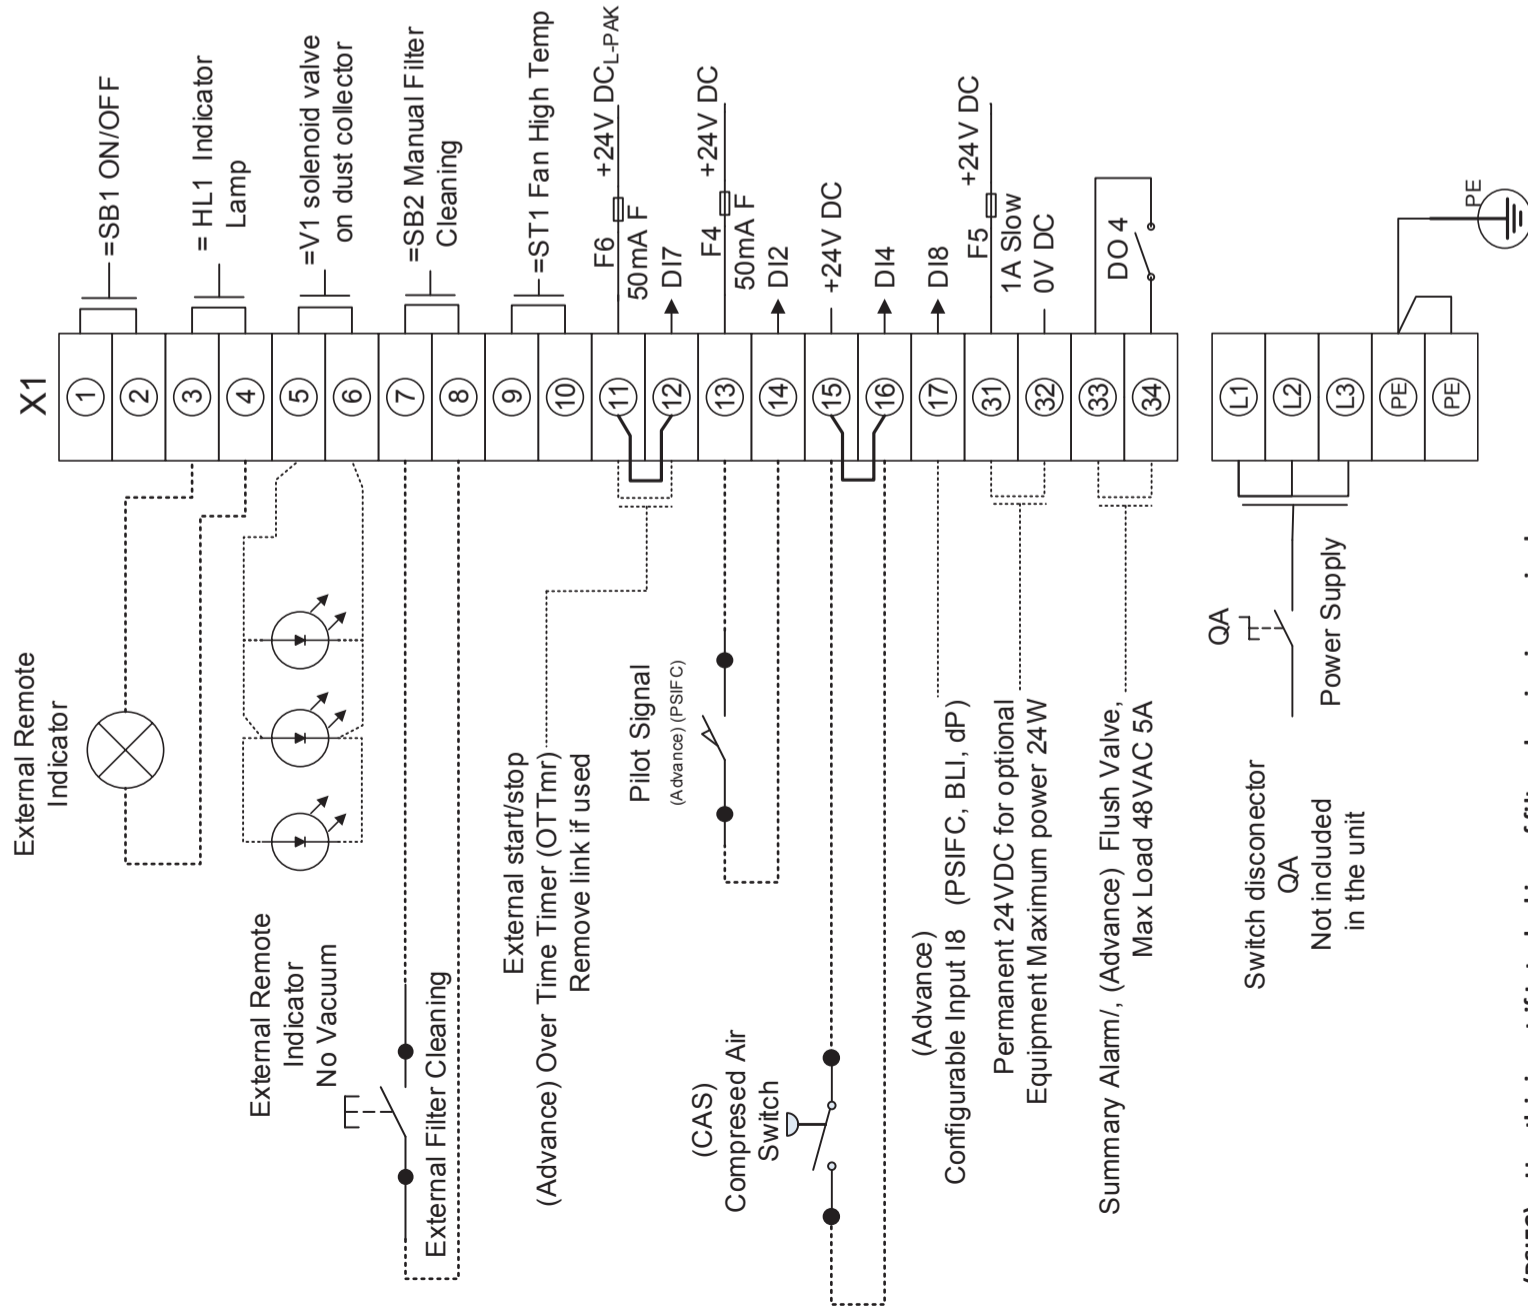 X1
1
2
3
4
5
6
7
8
9
10
11
12
13
14
15
16
17
31
32
33
34
L1
L2
L3
PE
PE
=SB1 ON/OFF
= HL1 Indicator
Lamp
=V1 solenoid valve
on dust collector
=SB2 Manual Filter
Cleaning
=ST1 Fan High Temp
F6
50mA F
+24V DCL-PAK
DI7
F4
50mA F
+24V DC
DI2
+24V DC
DI4
DI8
F5
1A Slow
+24V DC
0V DC
DO 4
PE
External Remote
Indicator
External Remote
Indicator
No Vacuum
External Filter Cleaning
External start/stop
(Advance) Over Time Timer (OTTmr)
Remove link if used
Pilot Signal
(Advance) (PSIFC)
(CAS)
Compresed Air
Switch
(Advance)
Configurable Input I8 (PSIFC, BLI, dP)
Permanent 24VDC for optional
Equipment Maximum power 24W
Summary Alarm/, (Advance) Flush Valve,
Max Load 48VAC 5A
QA
Power Supply
Switch disconector
QA
Not included
in the unit